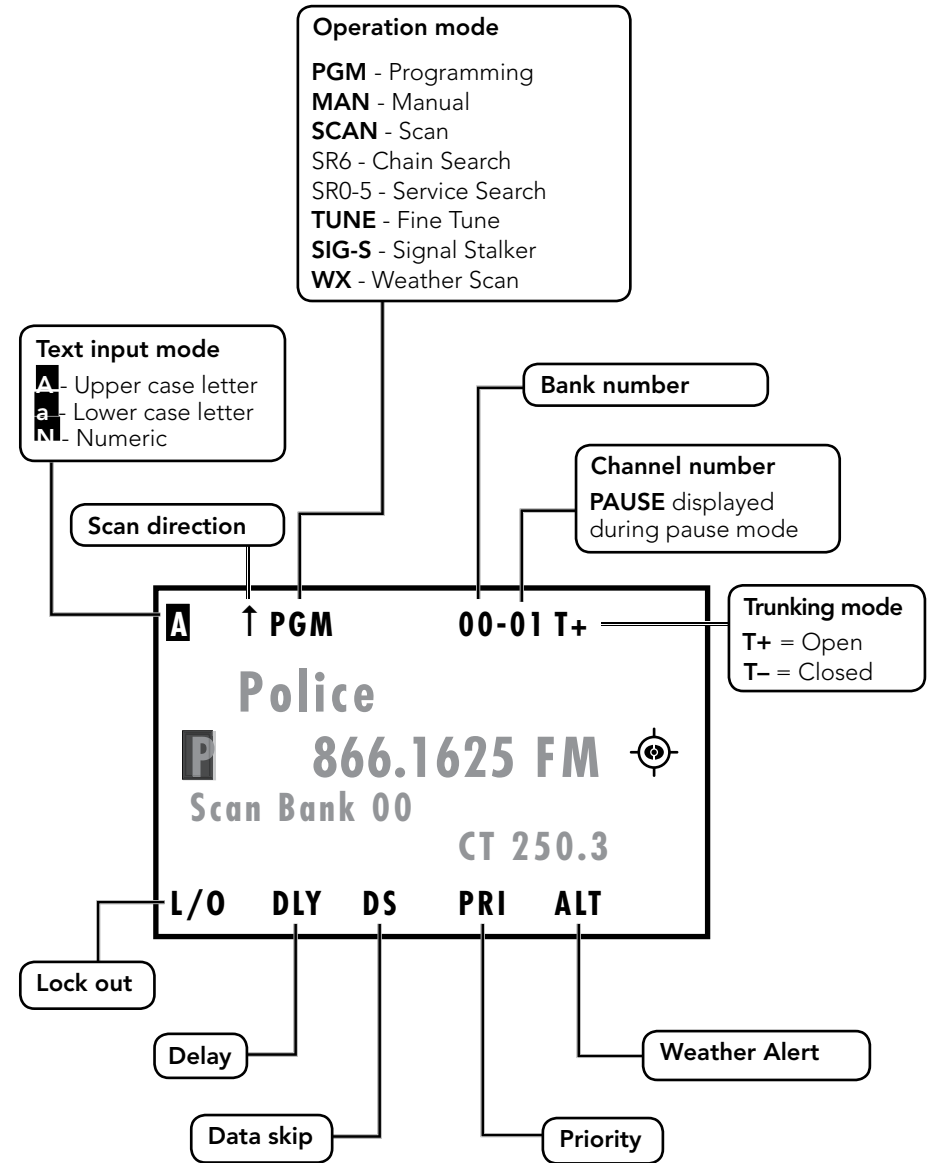 Operation mode
PGM - Programming
MAN - Manual
SCAN - Scan
SR6 - Chain Search
SR0-5 - Service Search
TUNE - Fine Tune
SIG-S - Signal Stalker
WX - Weather Scan
Text input mode
A - Upper case letter
a - Lower case letter
N - Numeric
Bank number
Channel number
PAUSE displayed
during pause mode
Scan direction
Trunking mode
T+ = Open
T– = Closed
A ↑ PGM 00-01 T+
Police
P 866.1625 FM
Scan Bank 00
CT 250.3
L/O DLY DS PRI ALT
Lock out
Delay
Weather Alert
Data skip
Priority